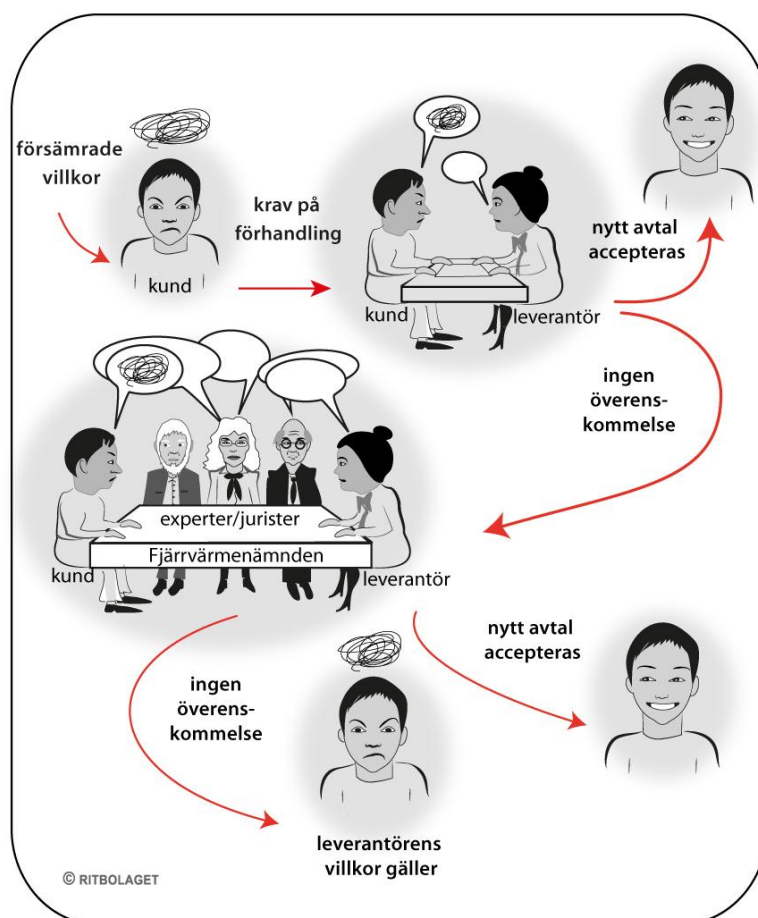 försämrade
villkor
kund
krav på
förhandling
kund
leverantör
nytt avtal
accepteras
ingen
överens-
kommelse
experter/jurister
Fjärrvärmenämnden
kund
leverantör
ingen
överens-
kommelse
nytt avtal
accepteras
leverantörens
villkor gäller
© RITBOLAGET